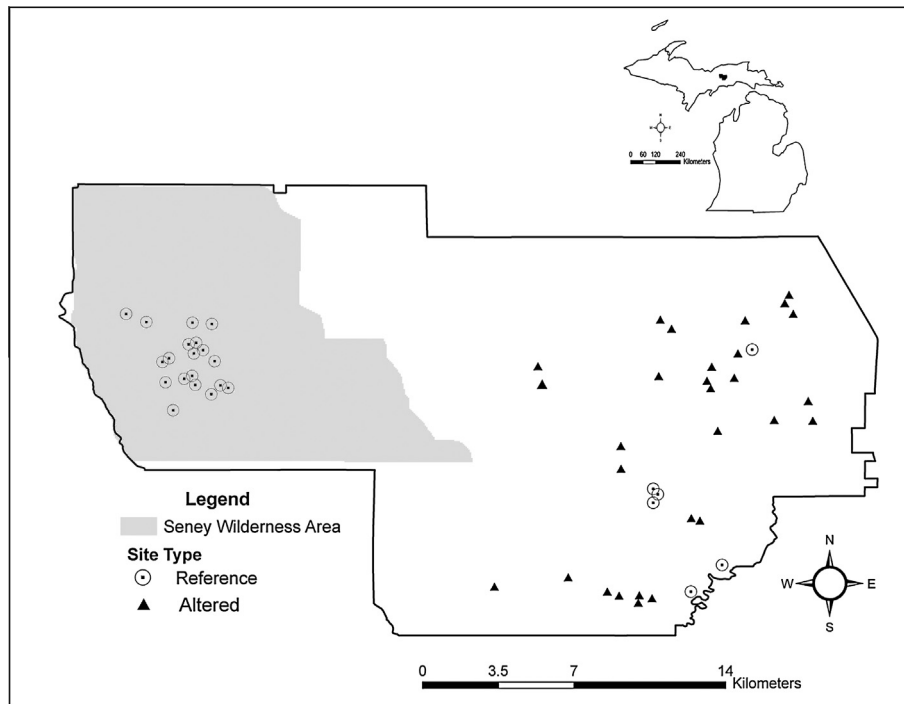 N
W E
S
0 60 120 240
Kilometers
Legend
Seney Wilderness Area
Site Type
Reference
Altered
N
W E
S
0 3.5 7 14
Kilometers